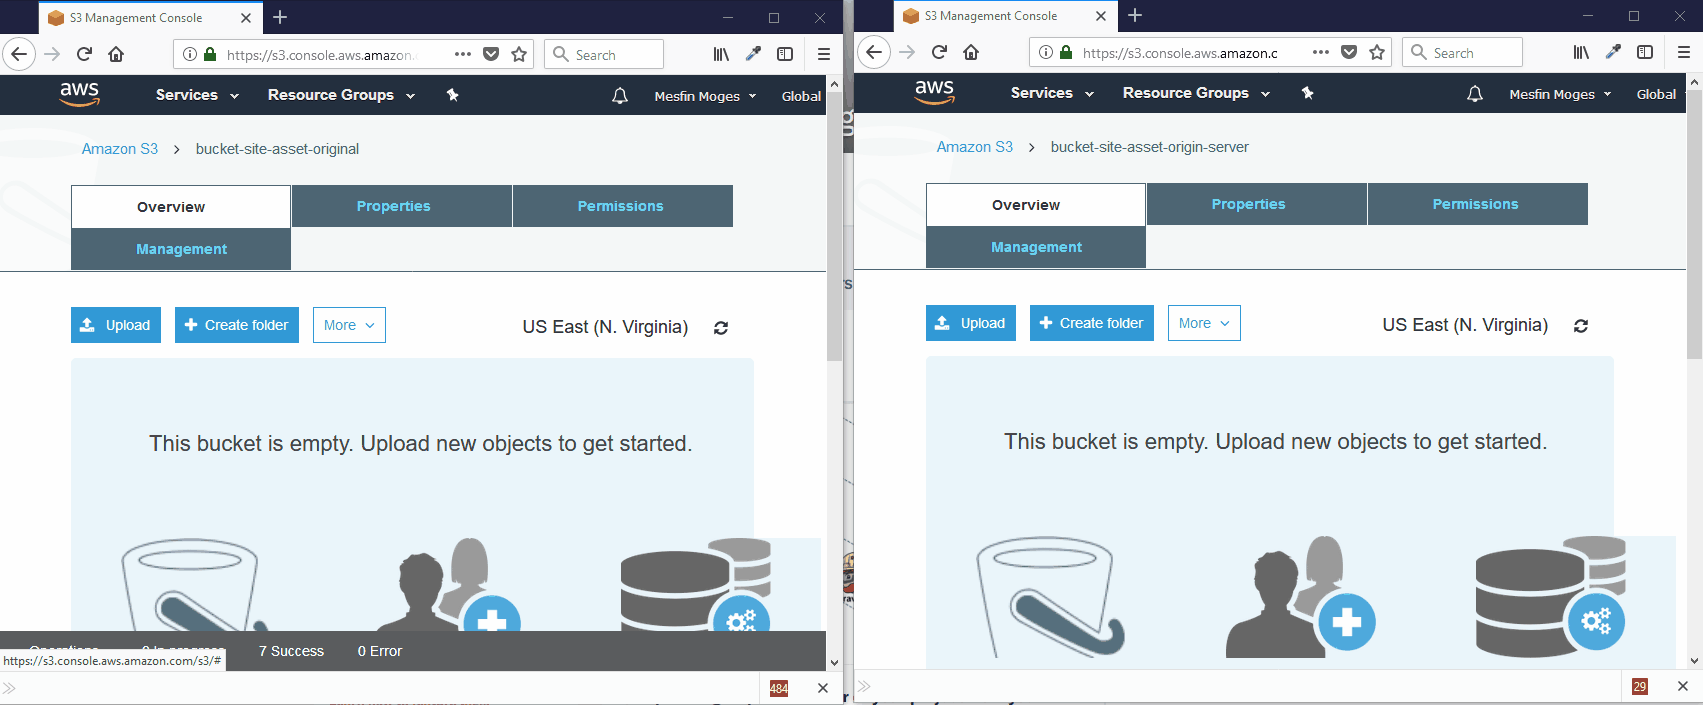 S3 Management Console
https://s3.console.aws.amazon.
Search
aws
Services
Resource Groups
Mesfin Moges
Global
Amazon S3
bucket-site-asset-original
Overview
Properties
Permissions
Management
Upload
Create folder
More
US East (N. Virginia)
This bucket is empty. Upload new objects to get started.
7 Success
0 Error
https://s3.console.aws.amazon.com/s3/#
484
S3 Management Console
https://s3.console.aws.amazon.c
Search
aws
Services
Resource Groups
Mesfin Moges
Global
Amazon S3
bucket-site-asset-origin-server
Overview
Properties
Permissions
Management
Upload
Create folder
More
US East (N. Virginia)
This bucket is empty. Upload new objects to get started.
29